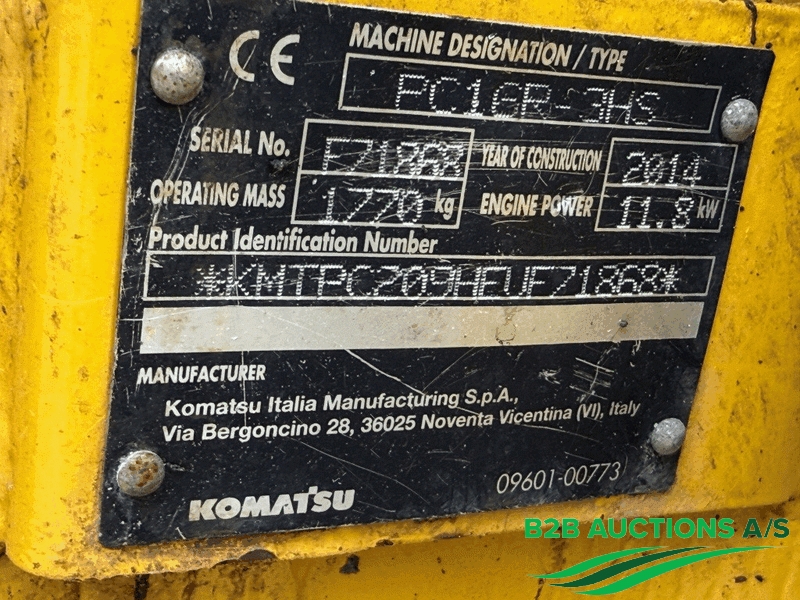 CE
MACHINE DESIGNATION / TYPE
PC16R-3HS
SERIAL No. F71868 YEAR OF CONSTRUCTION 2014
OPERATING MASS 1770 kg ENGINE POWER 11.8 kW
Product Identification Number
*KMTPC209HEUF71868*
MANUFACTURER
Komatsu Italia Manufacturing S.p.A.,
Via Bergoncino 28, 36025 Noventa Vicentina (VI), Italy
KOMATSU 09601-00773
B2B AUCTIONS A/S